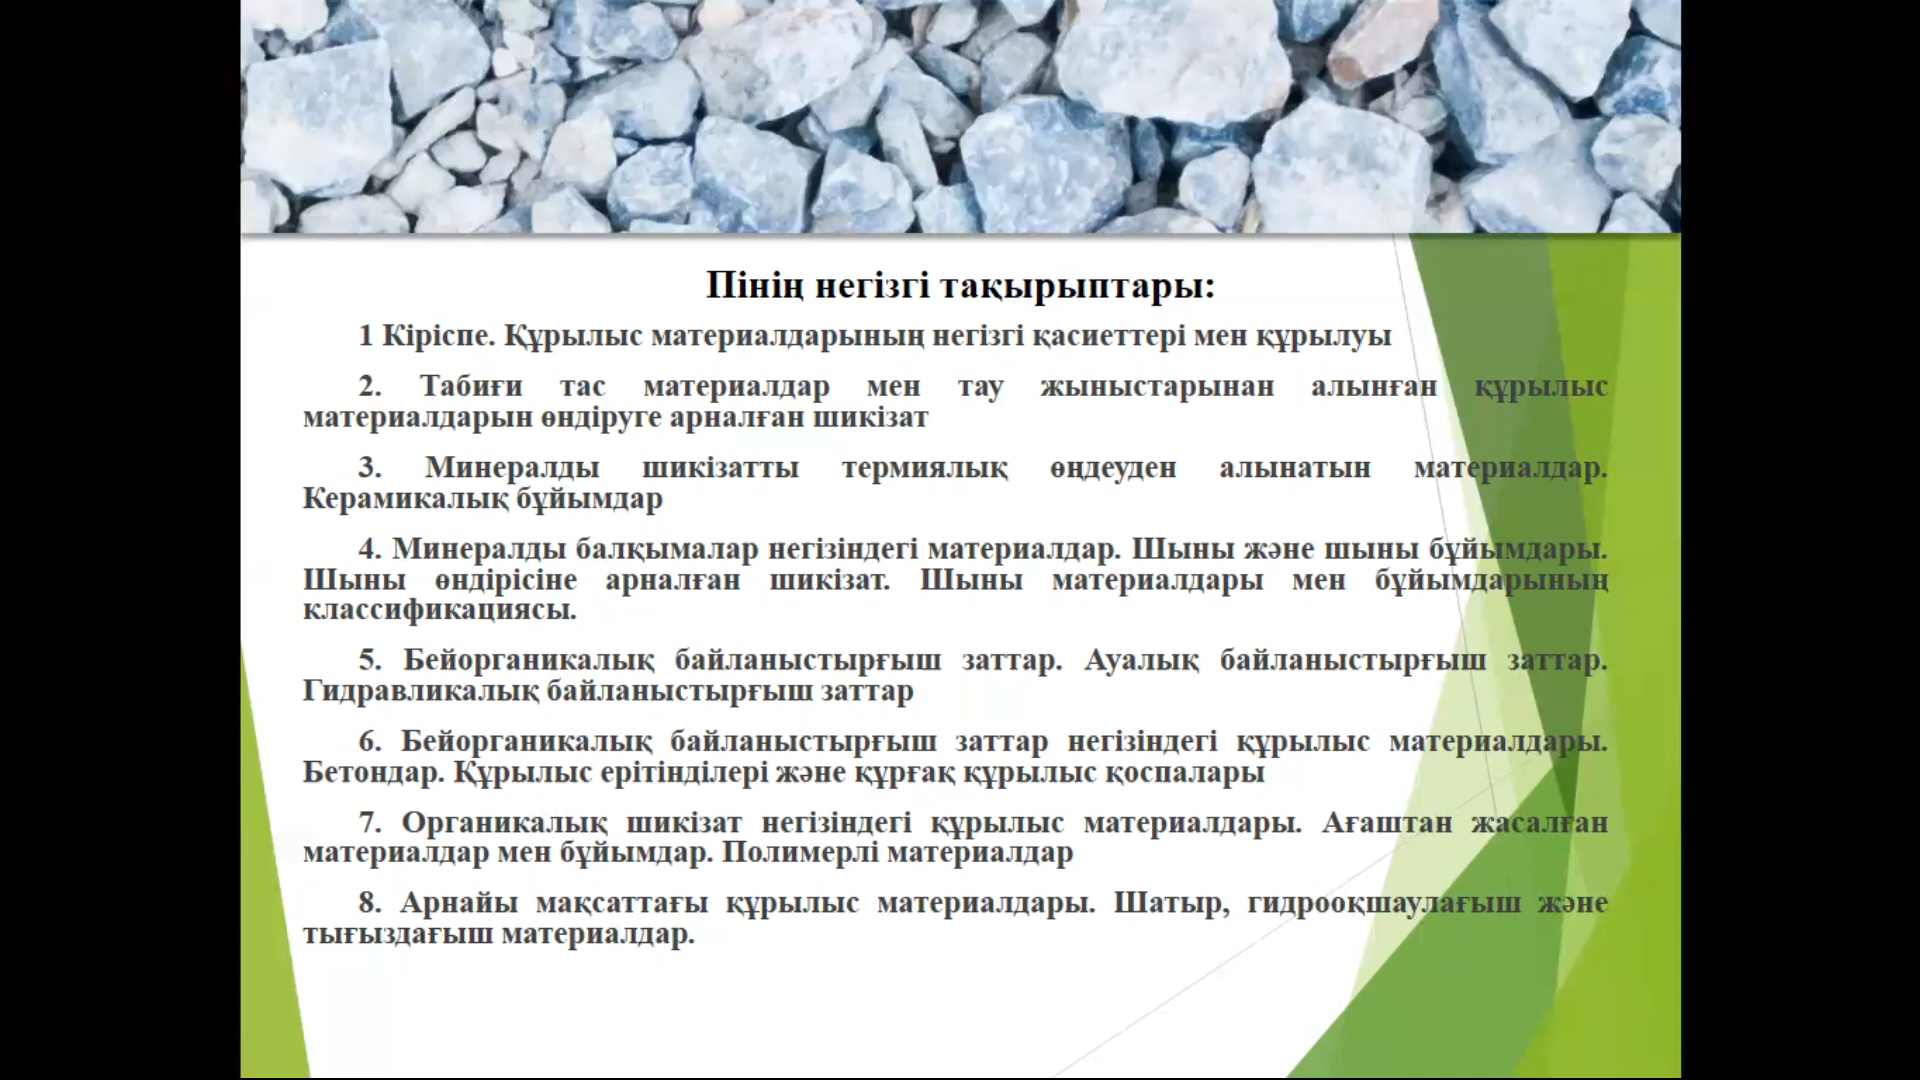 Пінің негізгі тақырыптары:
1 Кіріспе. Құрылыс материалдарының негізгі қасиеттері мен құрылуы
2. Табиғи тас материалдар мен тау жыныстарынан алынған құрылыс
материалдарын өндіруге арналған шикізат
3. Минералды шикізатты термиялық өңдеуден алынатын материалдар.
Керамикалық бұйымдар
4. Минералды балқымалар негізіндегі материалдар. Шыны және шыны бұйымдары.
Шыны өндірісіне арналған шикізат. Шыны материалдары мен бұйымдарының
классификациясы.
5. Бейорганикалық байланыстырғыш заттар. Ауалық байланыстырғыш заттар.
Гидравликалық байланыстырғыш заттар
6. Бейорганикалық байланыстырғыш заттар негізіндегі құрылыс материалдары.
Бетондар. Құрылыс ерітінділері және құрғақ құрылыс қоспалары
7. Органикалық шикізат негізіндегі құрылыс материалдары. Ағаштан жасалған
материалдар мен бұйымдар. Полимерлі материалдар
8. Арнайы мақсаттағы құрылыс материалдары. Шатыр, гидрооқшаулағыш және
тығыздағыш материалдар.